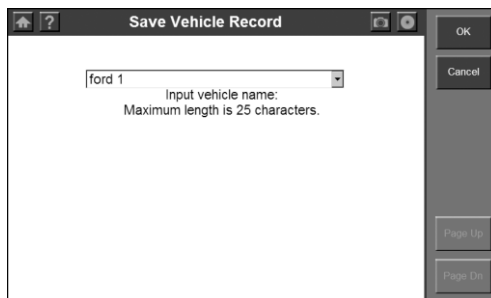 ? Save Vehicle Record
OK
Cancel
ford 1
Input vehicle name:
Maximum length is 25 characters.
Page Up
Page Dn